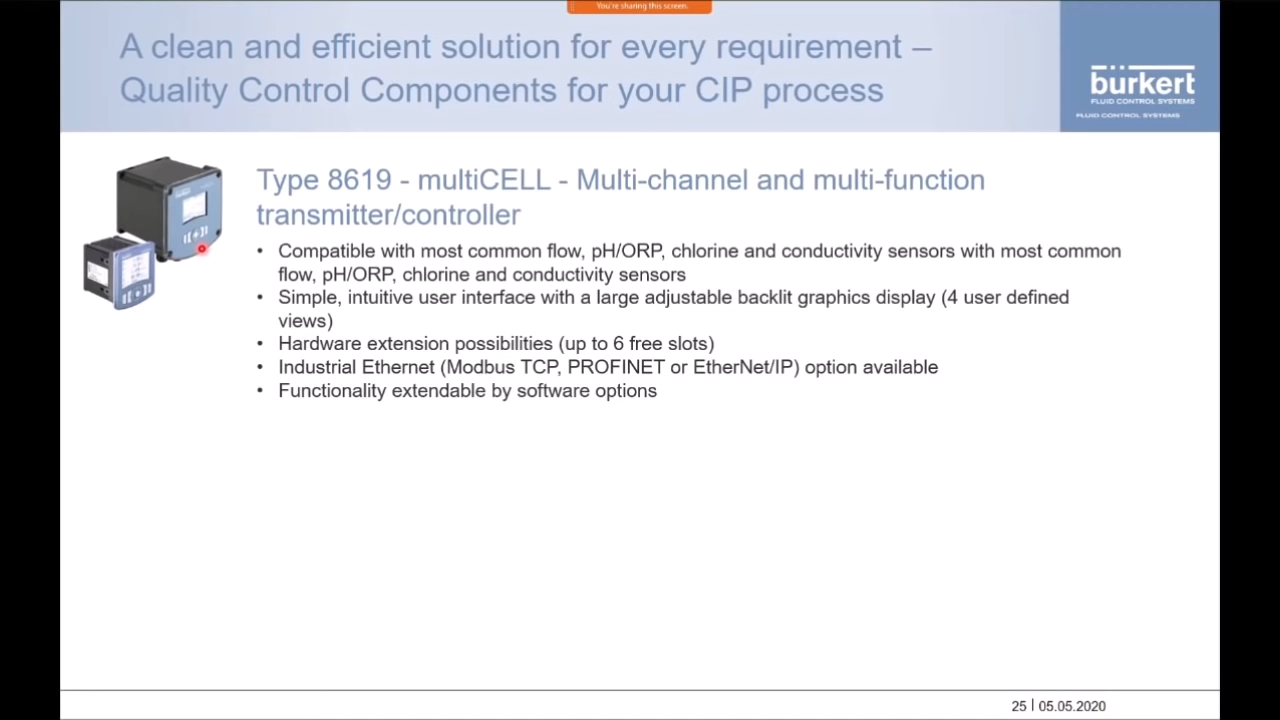 You're sharing this screen.
A clean and efficient solution for every requirement –
Quality Control Components for your CIP process
bürkert
FLUID CONTROL SYSTEMS
FLUID CONTROL SYSTEMS
Type 8619 - multiCELL - Multi-channel and multi-function
transmitter/controller
• Compatible with most common flow, pH/ORP, chlorine and conductivity sensors with most common
flow, pH/ORP, chlorine and conductivity sensors
• Simple, intuitive user interface with a large adjustable backlit graphics display (4 user defined
views)
• Hardware extension possibilities (up to 6 free slots)
• Industrial Ethernet (Modbus TCP, PROFINET or EtherNet/IP) option available
• Functionality extendable by software options
25 | 05.05.2020